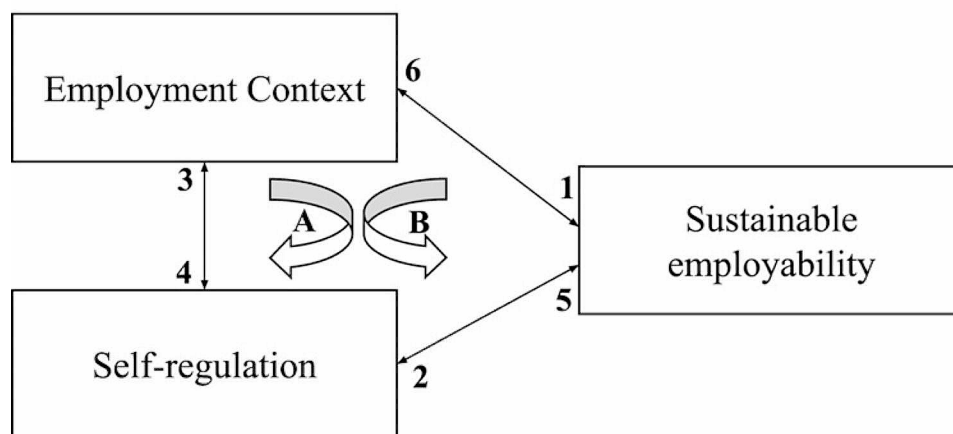 Employment Context
6
3
1
A
B
Sustainable
employability
4
5
Self-regulation
2